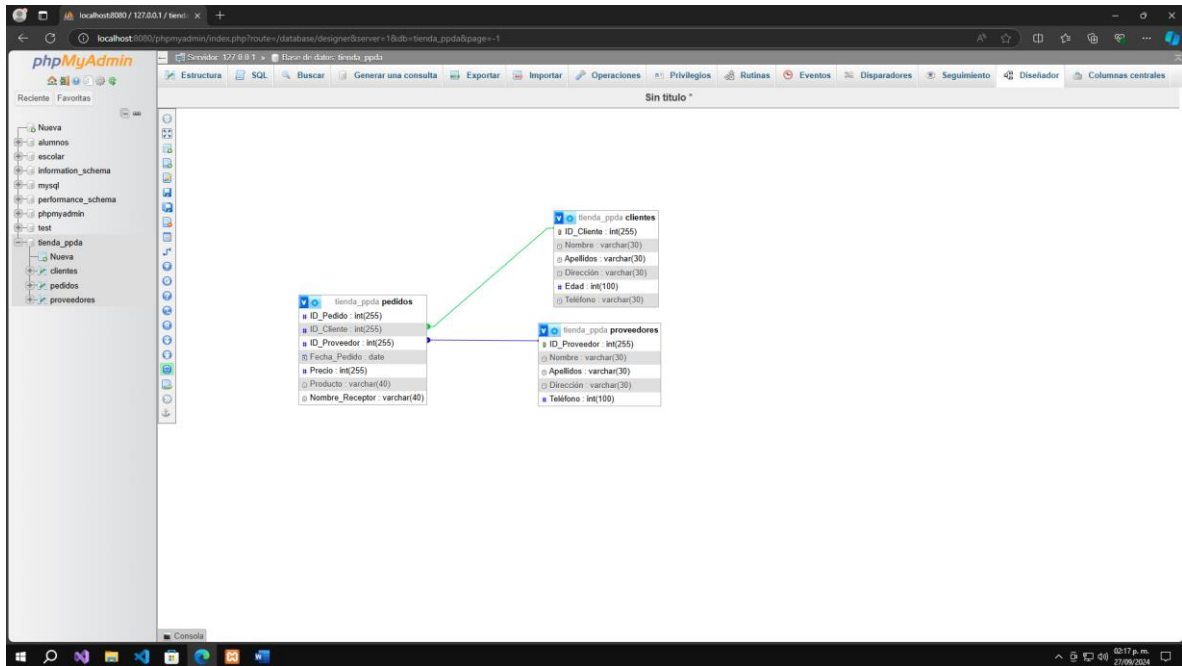 localhost:8080 / 127.0.0.1 / tienda
localhost:8080/phpmyadmin/index.php?route=/database/designer&server=1&db=tienda_ppda&page=-1
phpMyAdmin
Reciente Favoritas
Nueva
alumnos
escolar
information_schema
mysql
performance_schema
phpmyadmin
test
tienda_ppda
Nueva
clientes
pedidos
proveedores
Servidor: 127.0.0.1 » Base de datos: tienda_ppda
Estructura SQL Buscar Generar una consulta Exportar Importar Operaciones Privilegios Rutinas Eventos Disparadores Seguimiento Diseñador Columnas centrales
Sin título *
tienda_ppda clientes
ID_Cliente : int(255)
Nombre : varchar(30)
Apellidos : varchar(30)
Dirección : varchar(30)
Edad : int(100)
Teléfono : varchar(30)
tienda_ppda pedidos
ID_Pedido : int(255)
ID_Cliente : int(255)
ID_Proveedor : int(255)
Fecha_Pedido : date
Precio : int(255)
Producto : varchar(40)
Nombre_Receptor : varchar(40)
tienda_ppda proveedores
ID_Proveedor : int(255)
Nombre : varchar(30)
Apellidos : varchar(30)
Dirección : varchar(30)
Teléfono : int(100)
Consola
02:17 p. m.
27/09/2024